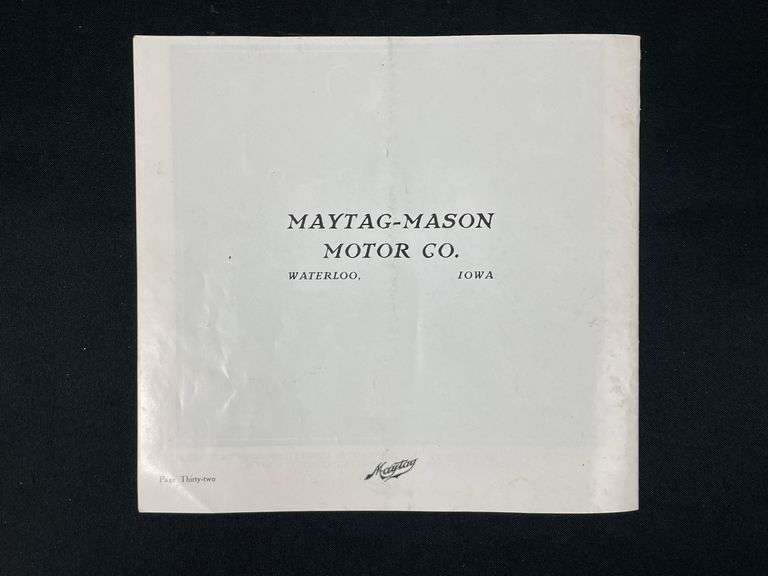 MAYTAG-MASON
MOTOR CO.
WATERLOO, IOWA
Maytag
Page Thirty-two